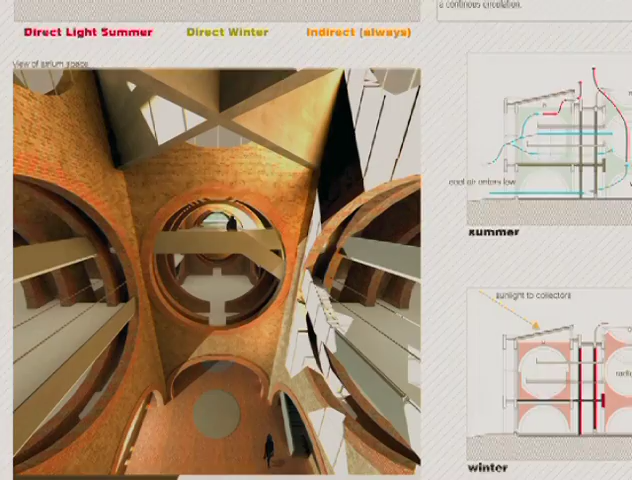 a continous circulation.
Direct Light Summer Direct Winter Indirect (always)
View of atrium space
cool air enters low
summer
sunlight to collectors
winter